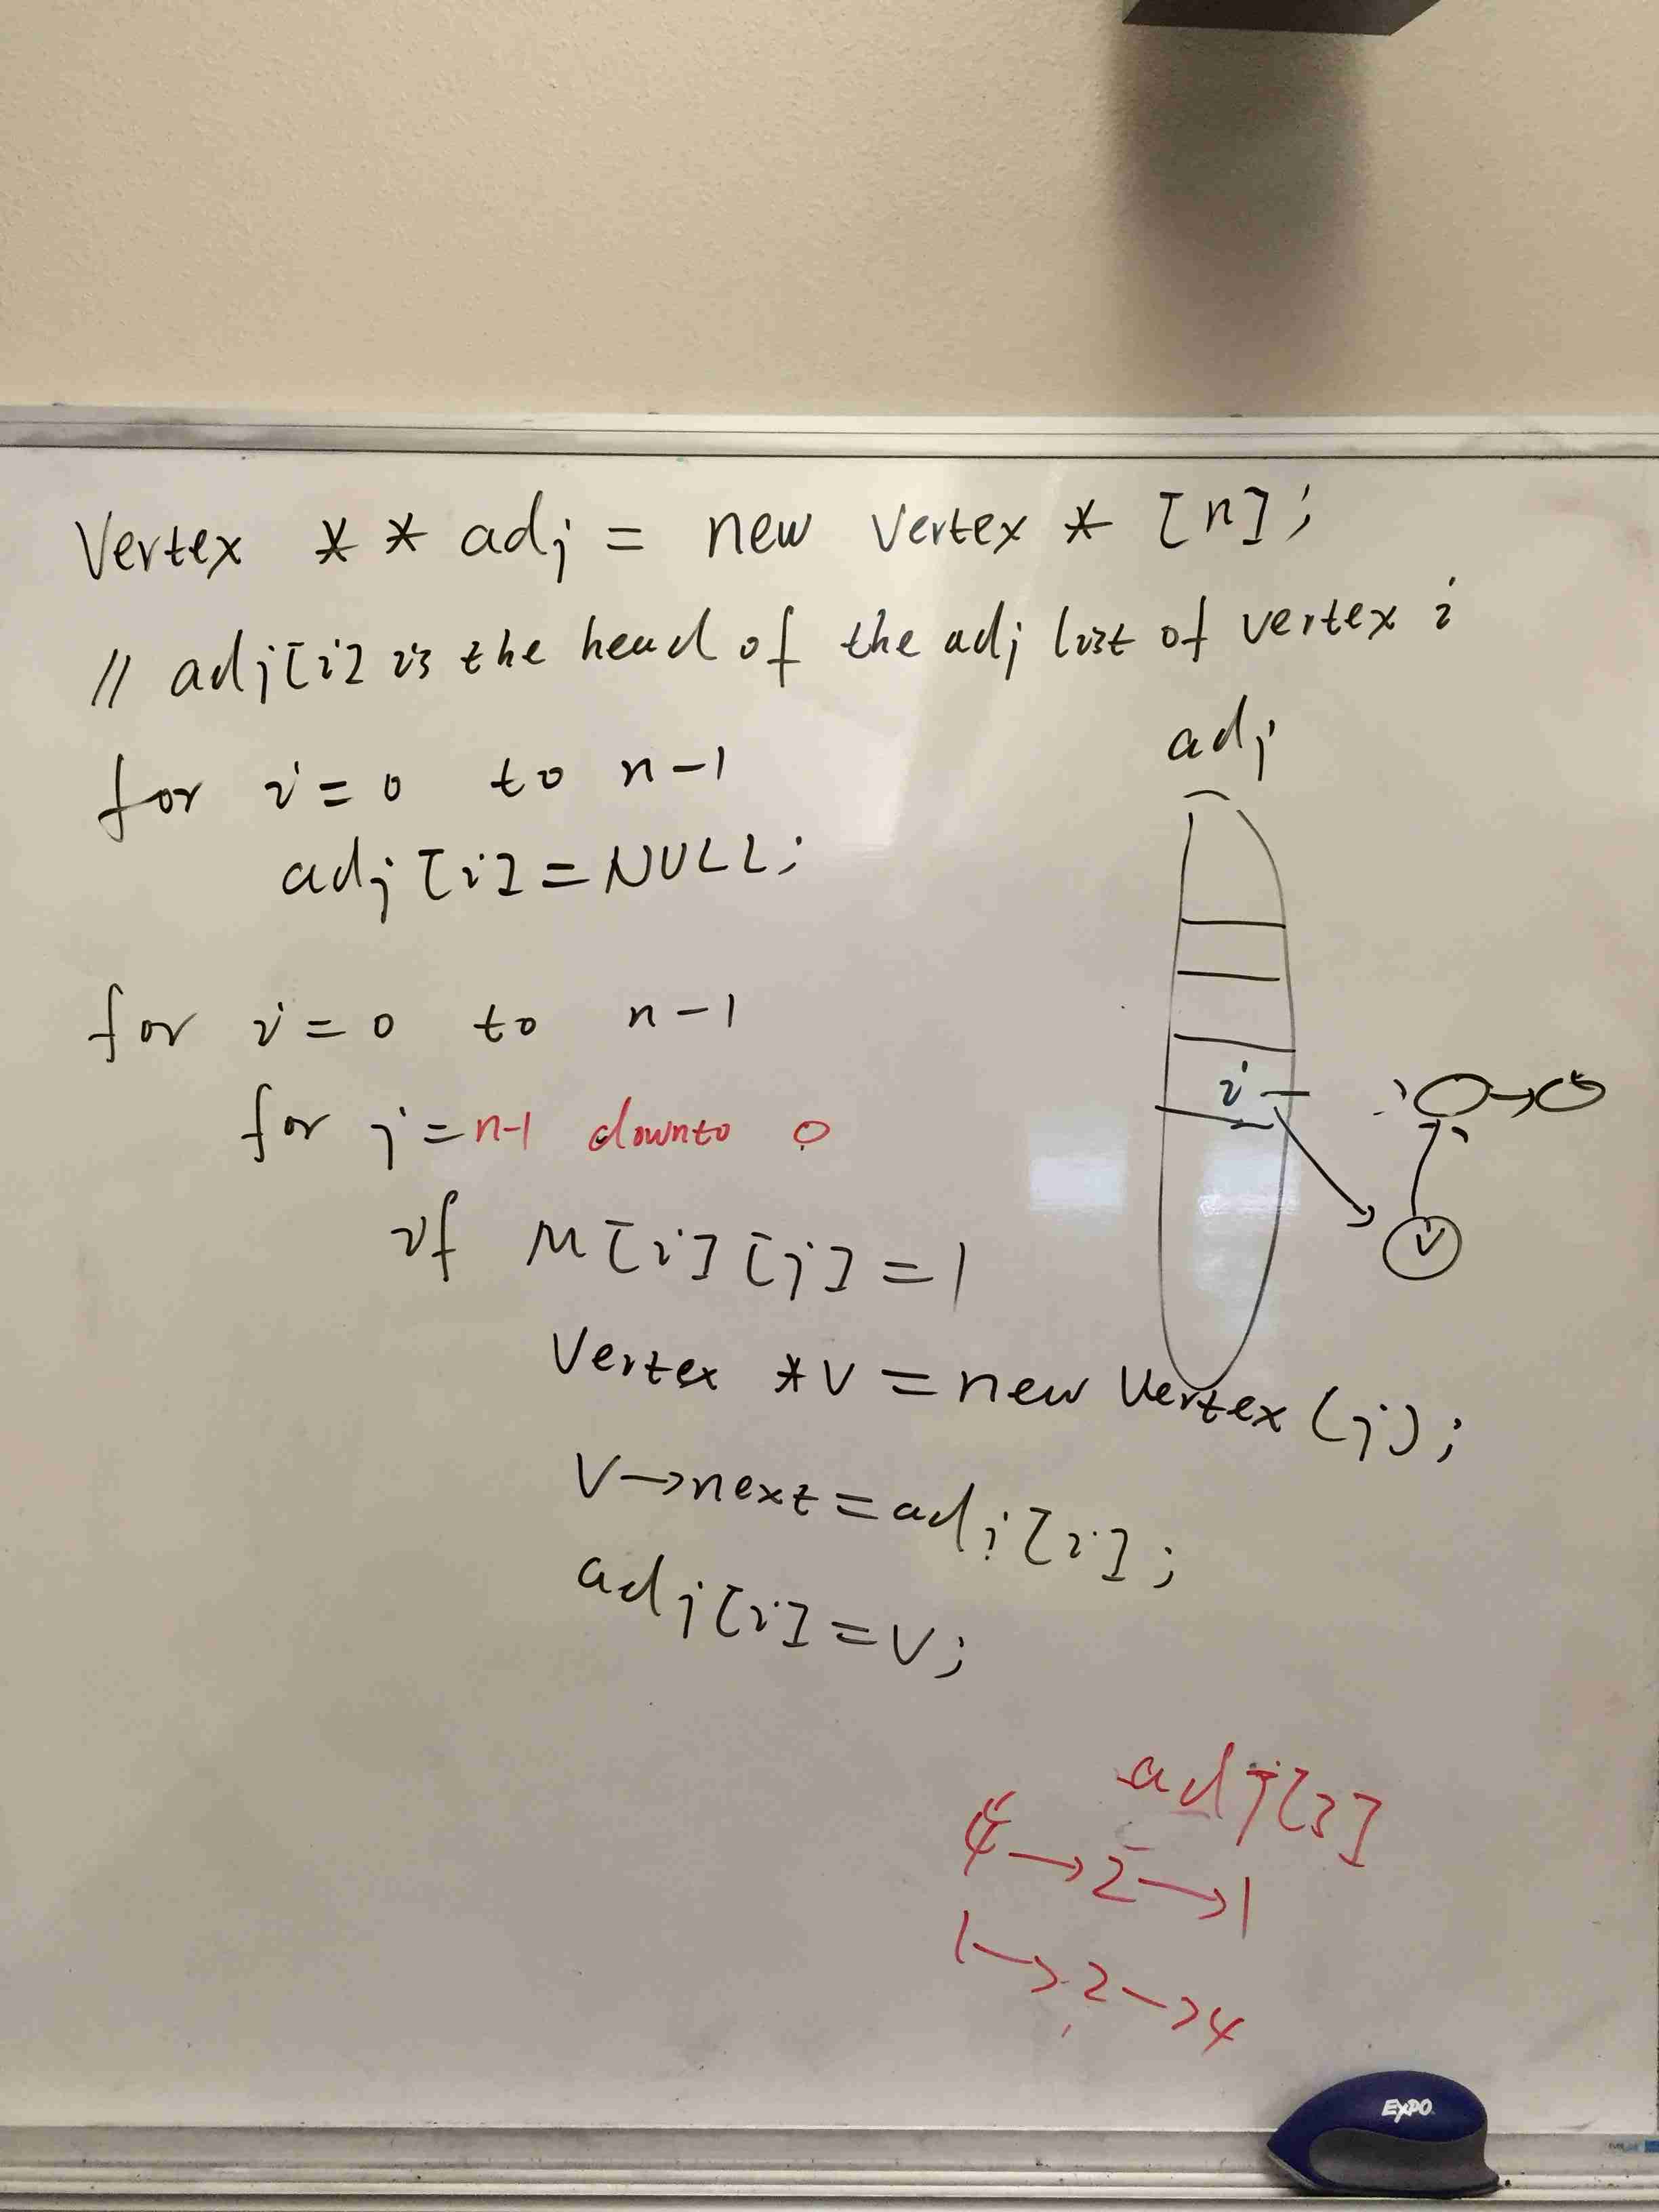 Vertex * * adj = new Vertex * [n];
// adj[i] is the head of the adj list of vertex i
adj
for i = 0 to n-1
adj[i] = NULL;
for i = 0 to n-1
for j = n-1 downto 0
i
if M[i][j] = 1
V
Vertex *V = new Vertex(j);
V→next = adj[i];
adj[i] = V;
adj[3]
4→2→1
1→2→4
EXPO